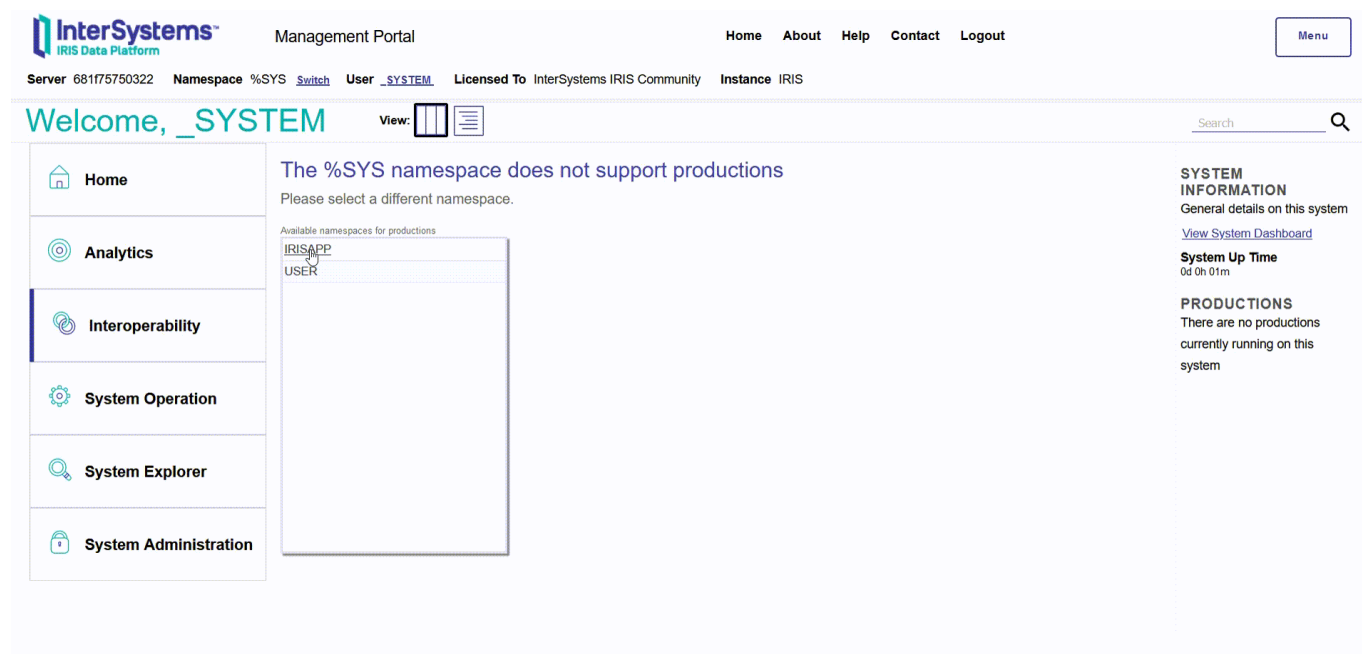 InterSystems™
IRIS Data Platform
Management Portal
Home About Help Contact Logout
Menu
Server 681f75750322 Namespace %SYS Switch User _SYSTEM Licensed To InterSystems IRIS Community Instance IRIS
Welcome, _SYSTEM
View:
Search
Home
Analytics
Interoperability
System Operation
System Explorer
System Administration
The %SYS namespace does not support productions
Please select a different namespace.
Available namespaces for productions
IRISAPP
USER
SYSTEM
INFORMATION
General details on this system
View System Dashboard
System Up Time
0d 0h 01m
PRODUCTIONS
There are no productions
currently running on this
system